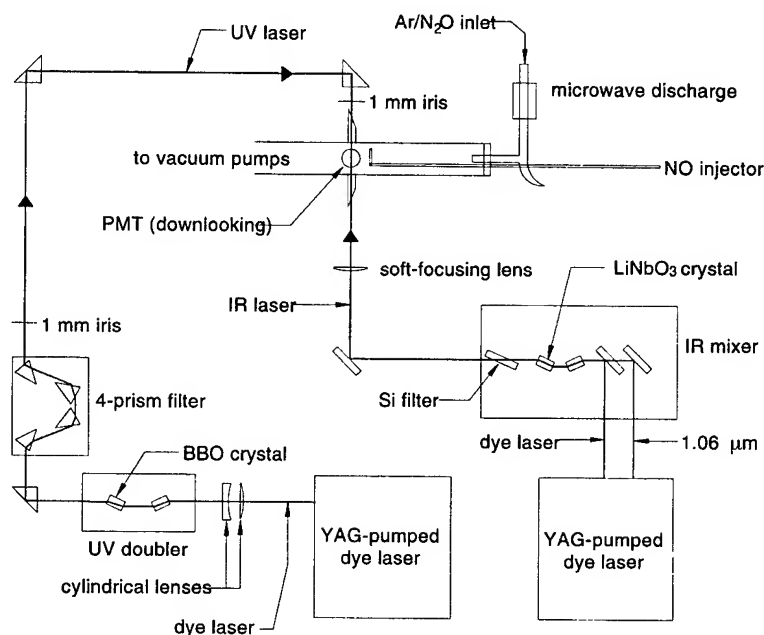 Ar/N₂O inlet
UV laser
microwave discharge
1 mm iris
to vacuum pumps
NO injector
PMT (downlooking)
soft-focusing lens
LiNbO₃ crystal
IR laser
1 mm iris
IR mixer
4-prism filter
Si filter
dye laser
1.06 μm
BBO crystal
UV doubler
YAG-pumped
dye laser
YAG-pumped
dye laser
cylindrical lenses
dye laser